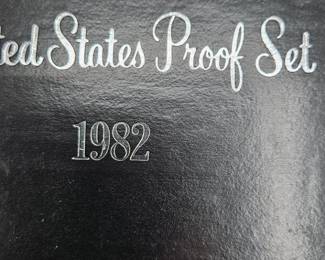 ted States Proof Set
1982